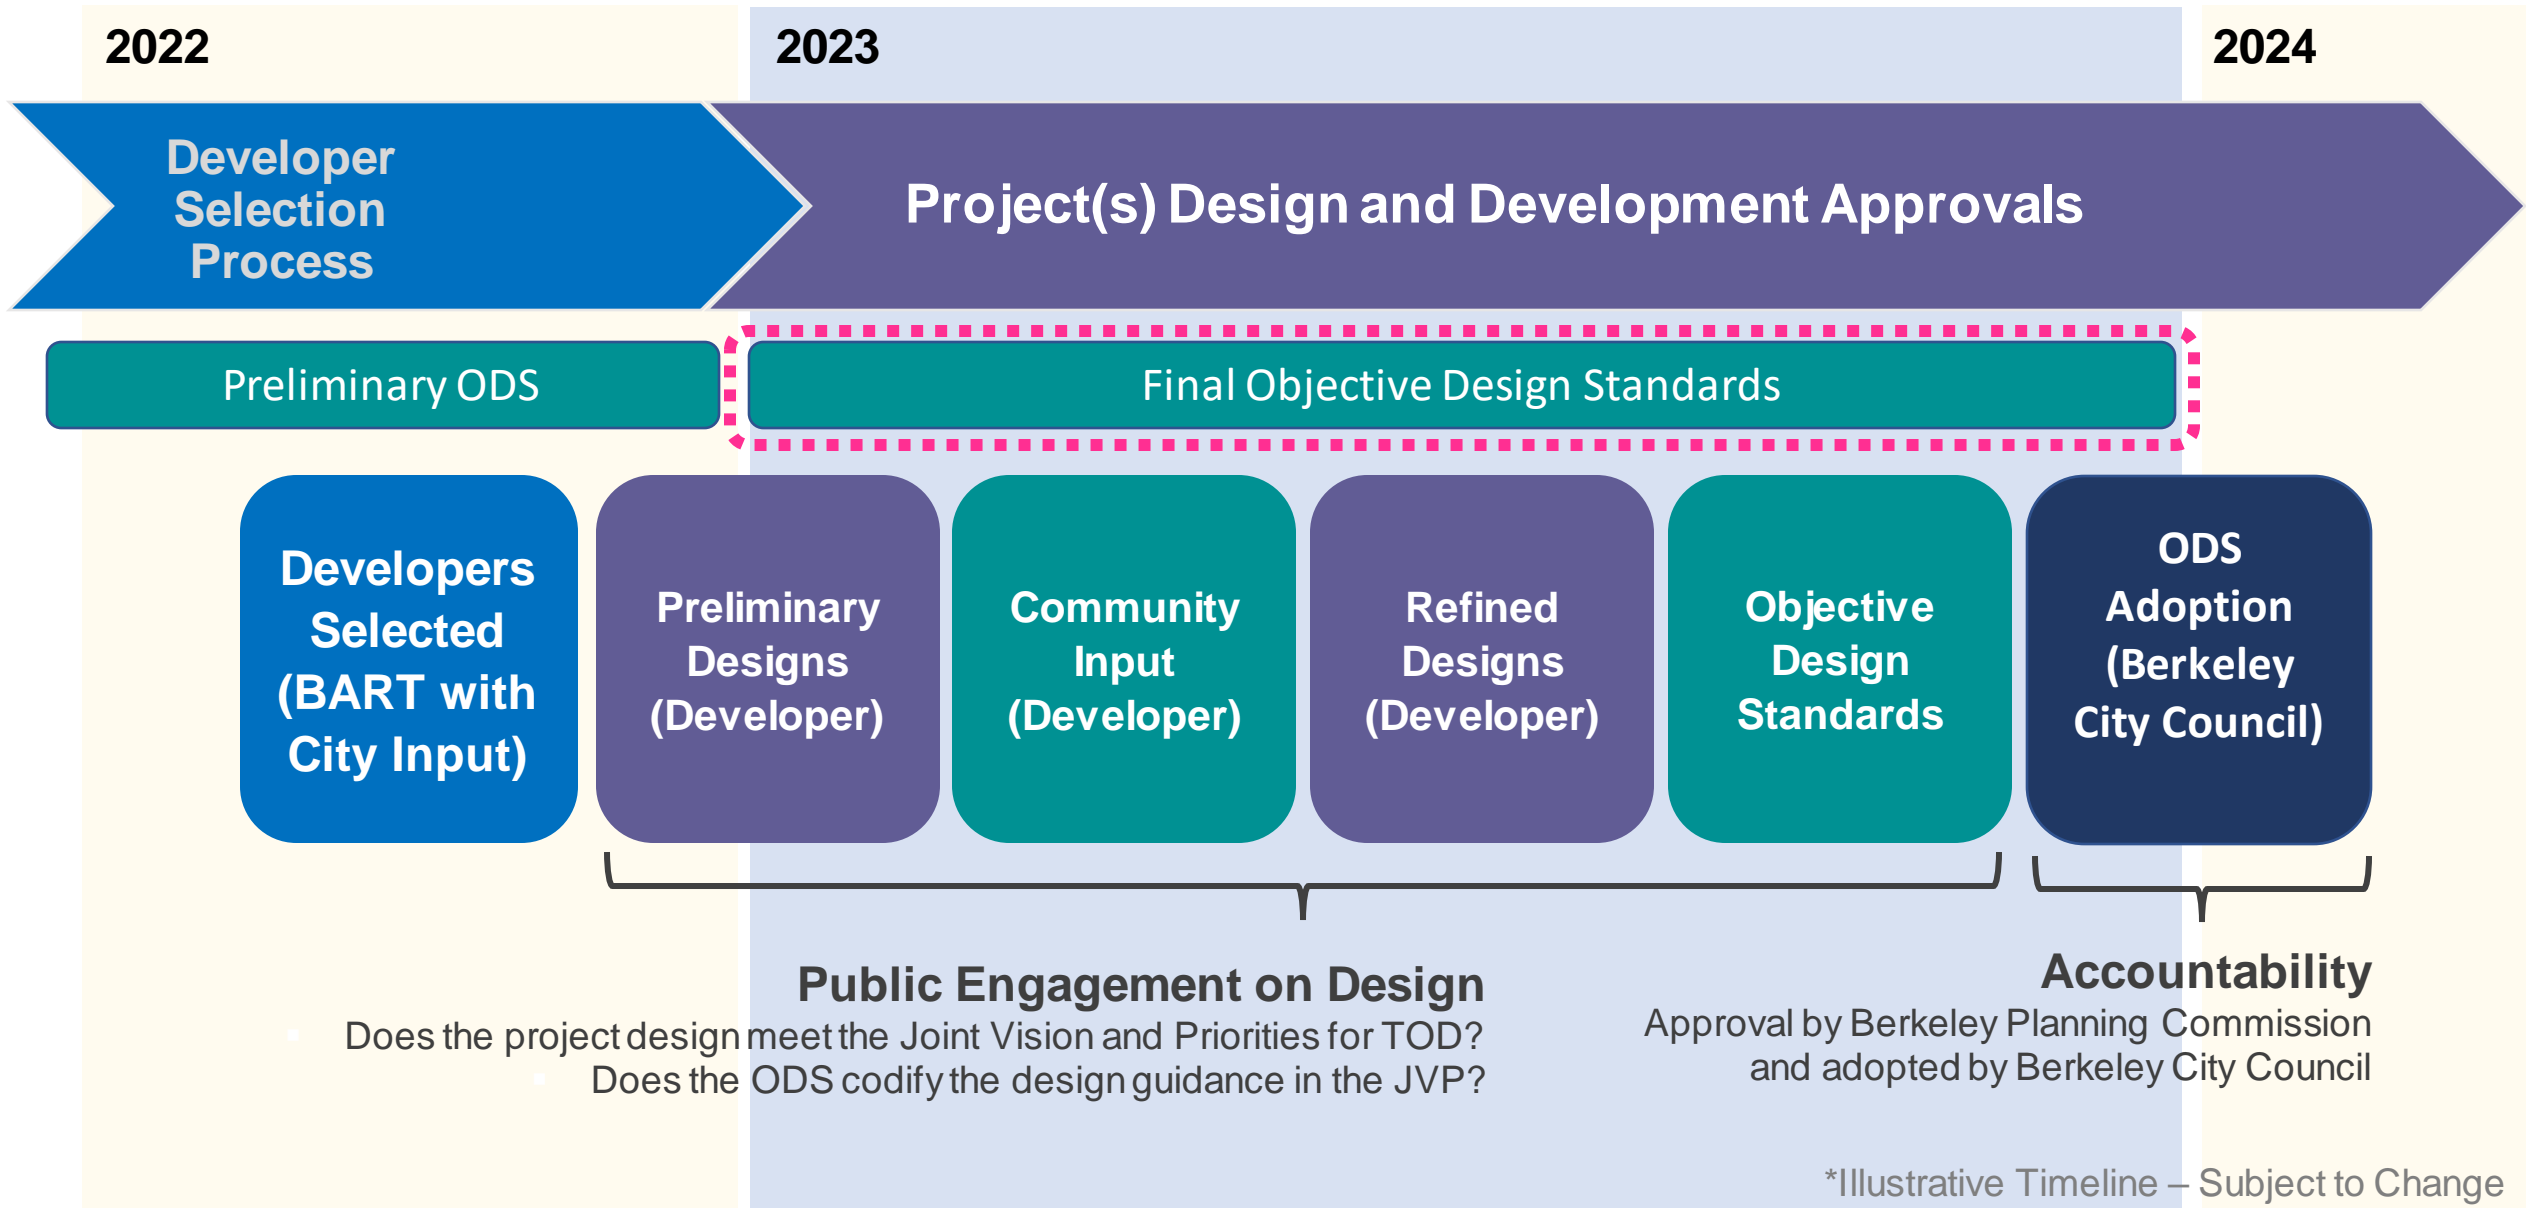 2022
2023
2024
Developer
Selection
Process
Project(s) Design and Development Approvals
Preliminary ODS
Final Objective Design Standards
Developers
Selected
(BART with
City Input)
Preliminary
Designs
(Developer)
Community
Input
(Developer)
Refined
Designs
(Developer)
Objective
Design
Standards
ODS
Adoption
(Berkeley
City Council)
Public Engagement on Design
Does the project design meet the Joint Vision and Priorities for TOD?
Does the ODS codify the design guidance in the JVP?
Accountability
Approval by Berkeley Planning Commission
and adopted by Berkeley City Council
*Illustrative Timeline – Subject to Change